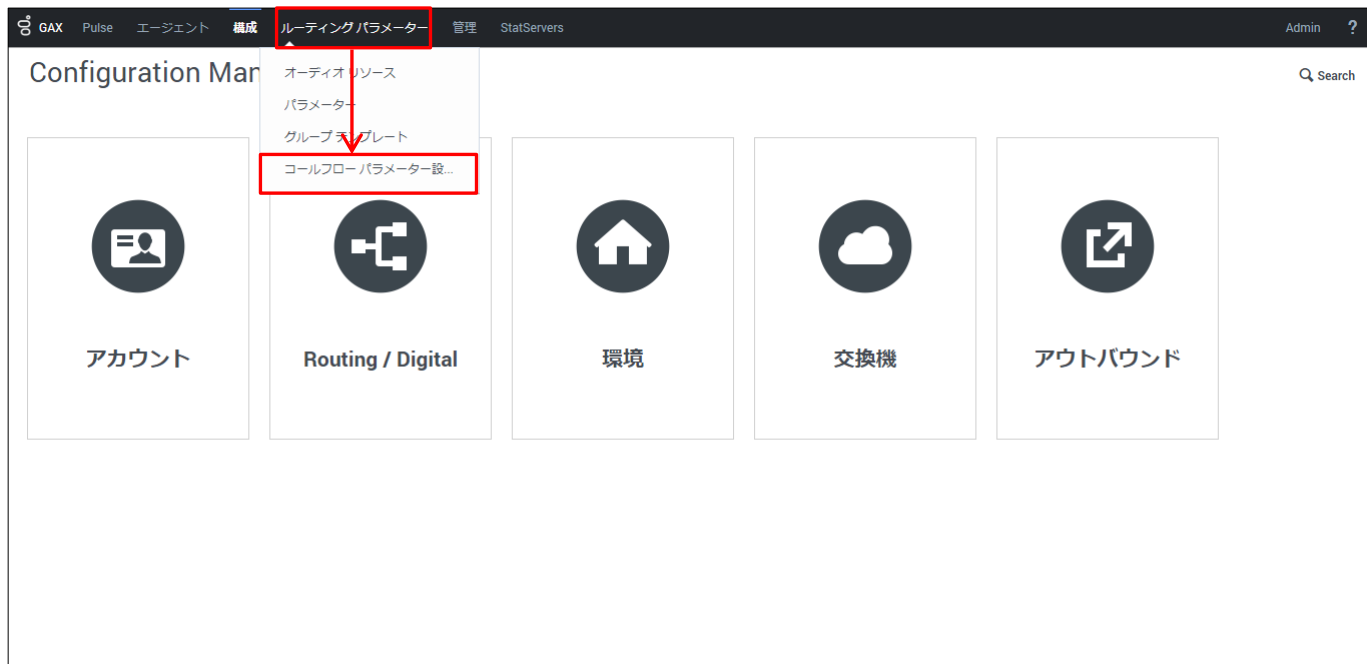 GAX Pulse エージェント 構成 ルーティング パラメーター 管理 StatServers Admin ?
Configuration Man
オーディオ リソース
パラメーター
グループ テンプレート
コールフロー パラメーター設...
Search
アカウント
Routing / Digital
環境
交換機
アウトバウンド